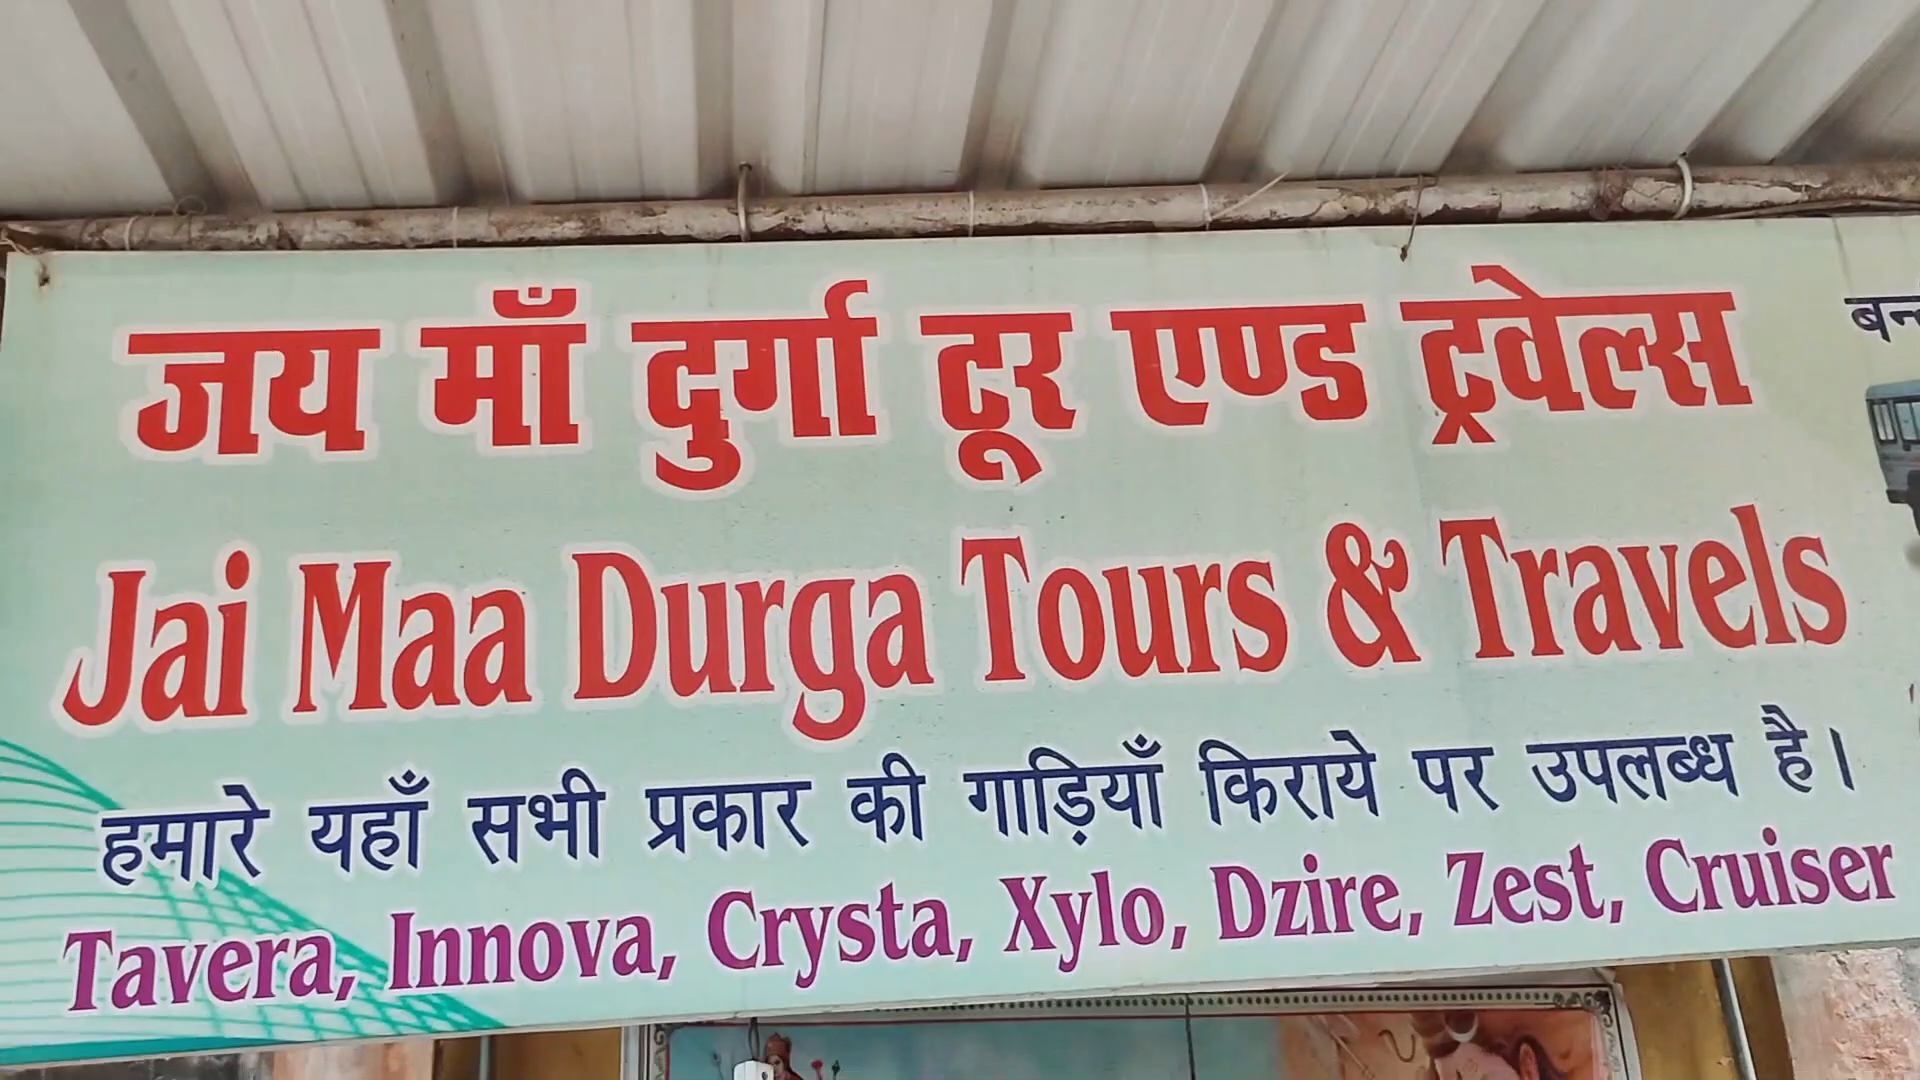 जय माँ दुर्गा टूर एण्ड ट्रवेल्स
Jai Maa Durga Tours & Travels
हमारे यहाँ सभी प्रकार की गाड़ियाँ किराये पर उपलब्ध है।
Tavera, Innova, Crysta, Xylo, Dzire, Zest, Cruiser